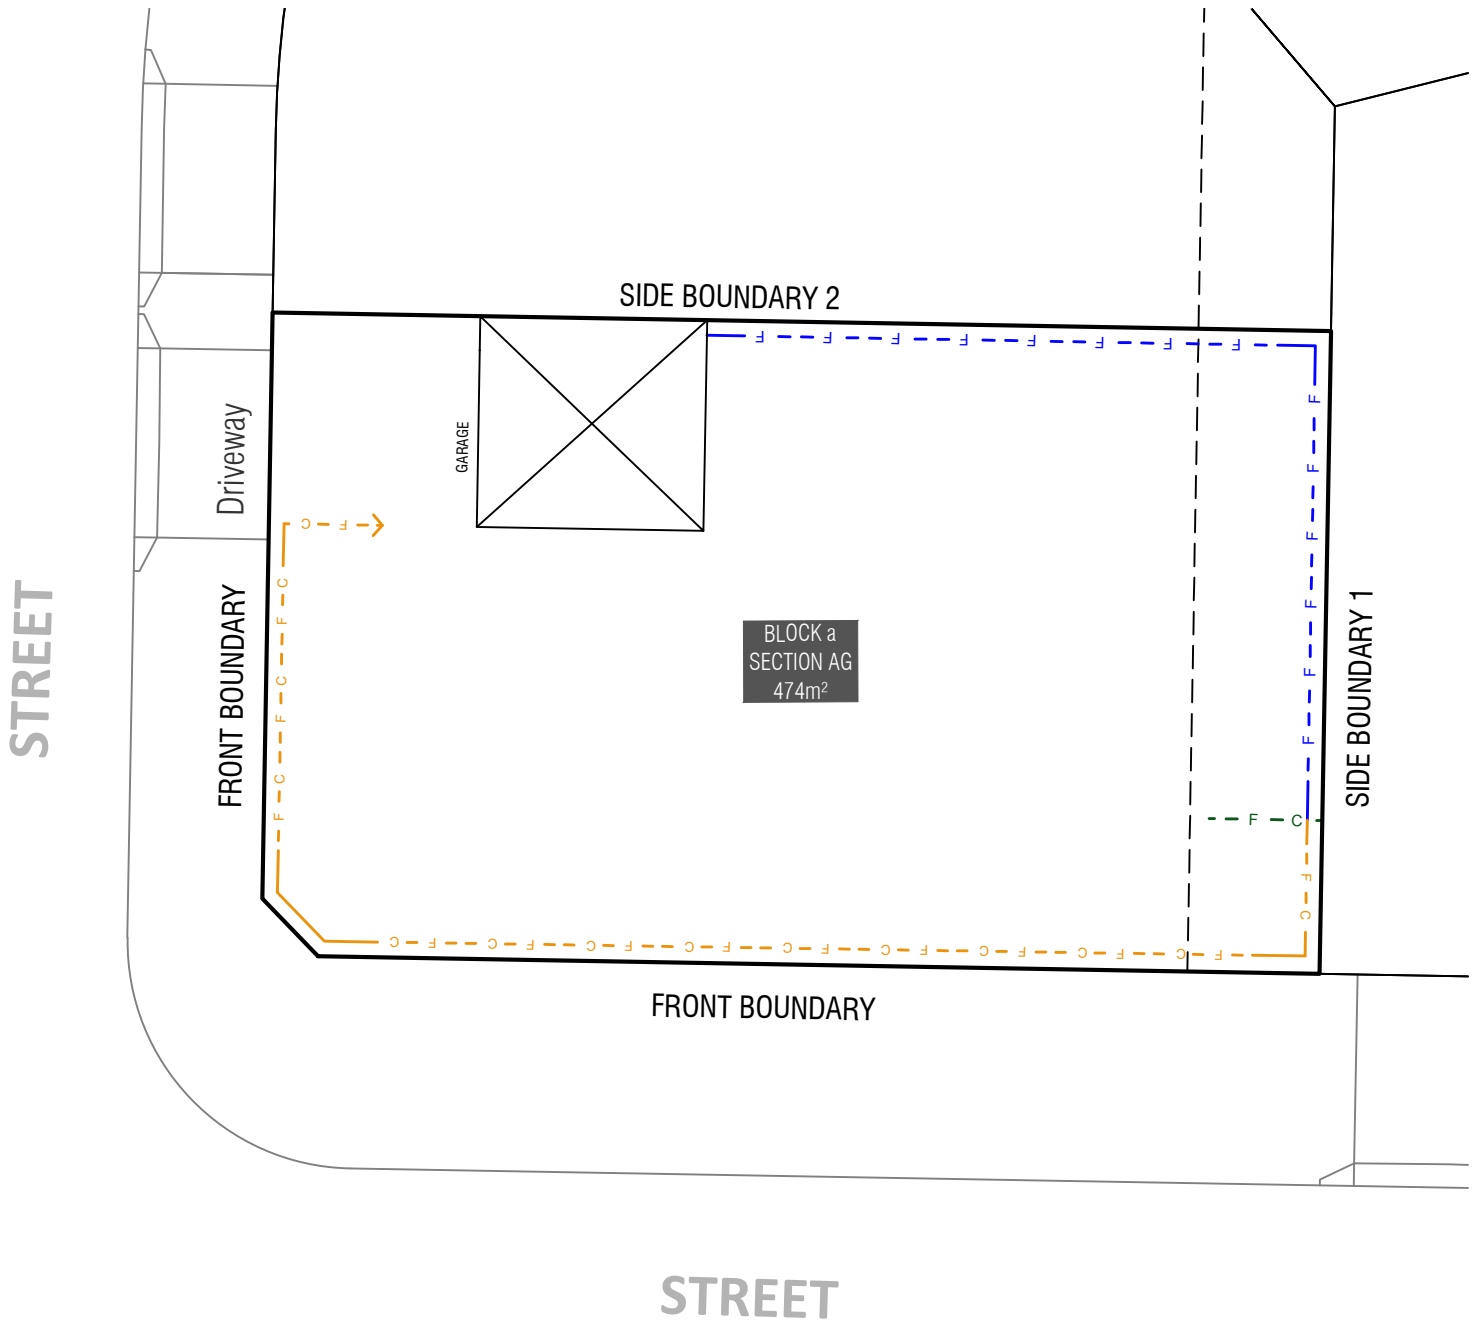 SIDE BOUNDARY 2
F F F F F F F F
Driveway
GARAGE
C F
F F F F F F
C F C F C F
FRONT BOUNDARY
STREET
BLOCK a
SECTION AG
474m²
SIDE BOUNDARY 1
F C
F C
C F C F C F C F C F C F C F C F C F
FRONT BOUNDARY
STREET